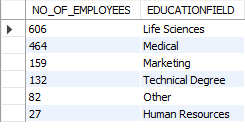 NO_OF_EMPLOYEES EDUCATIONFIELD
606 Life Sciences
464 Medical
159 Marketing
132 Technical Degree
82 Other
27 Human Resources